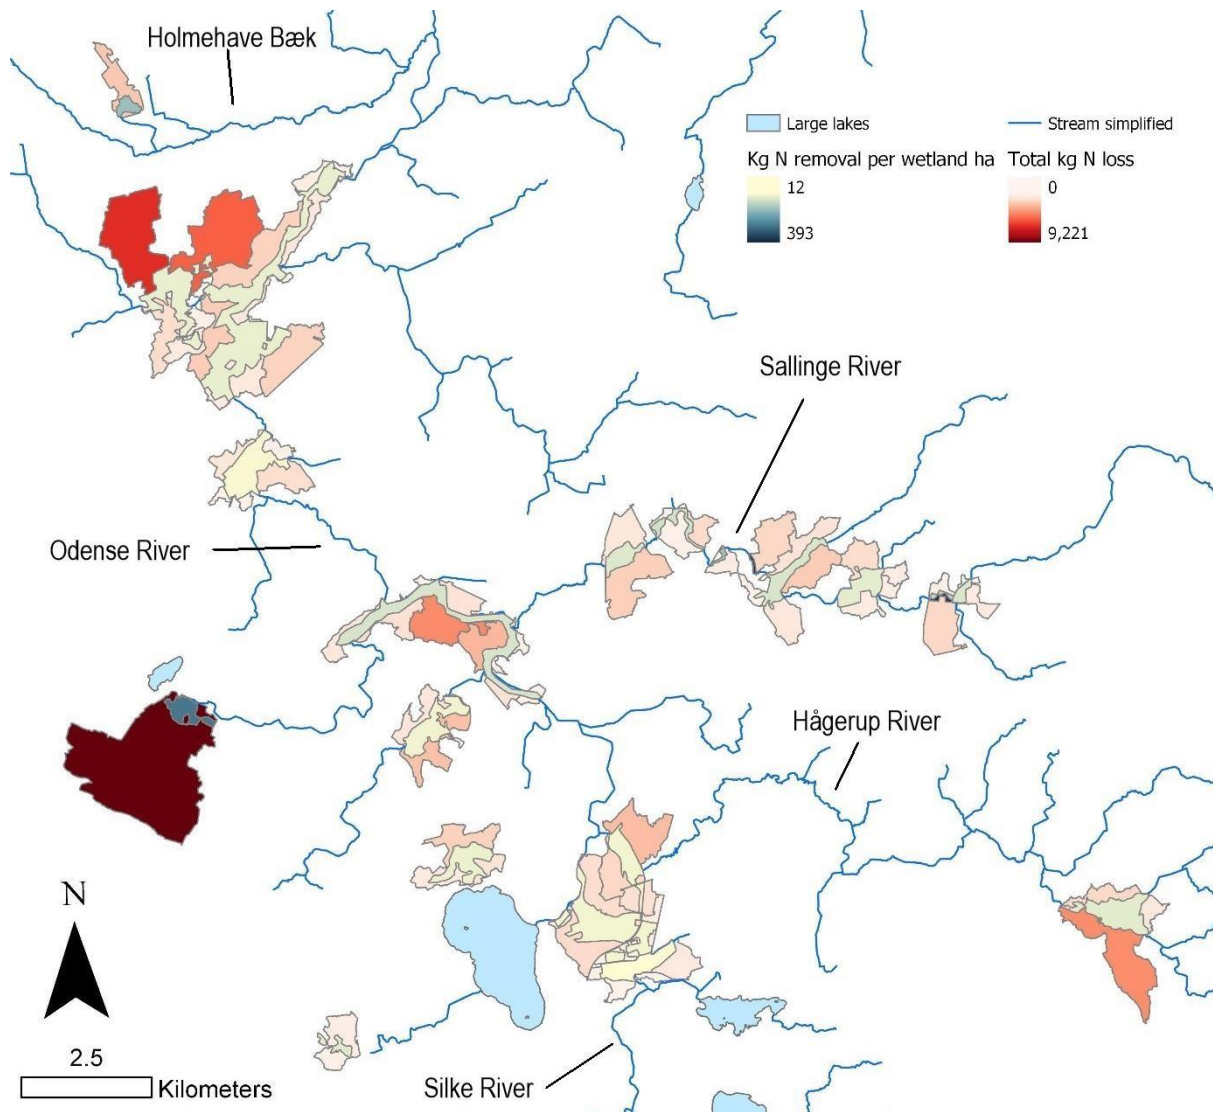 Holmehave Bæk
Large lakes
Stream simplified
Kg N removal per wetland ha
Total kg N loss
12
0
393
9,221
Sallinge River
Odense River
Hågerup River
N
2.5
Kilometers
Silke River